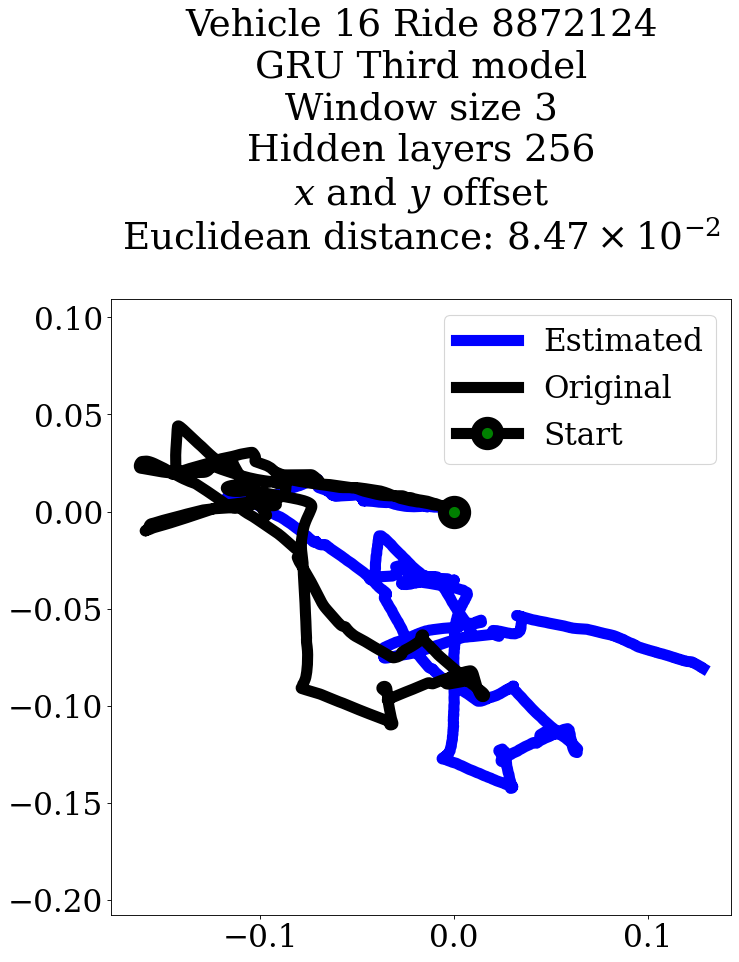 Vehicle 16 Ride 8872124
GRU Third model
Window size 3
Hidden layers 256
x and y offset
Euclidean distance: 8.47 × 10⁻²
Estimated
Original
Start
0.10
0.05
0.00
−0.05
−0.10
−0.15
−0.20
−0.1
0.0
0.1